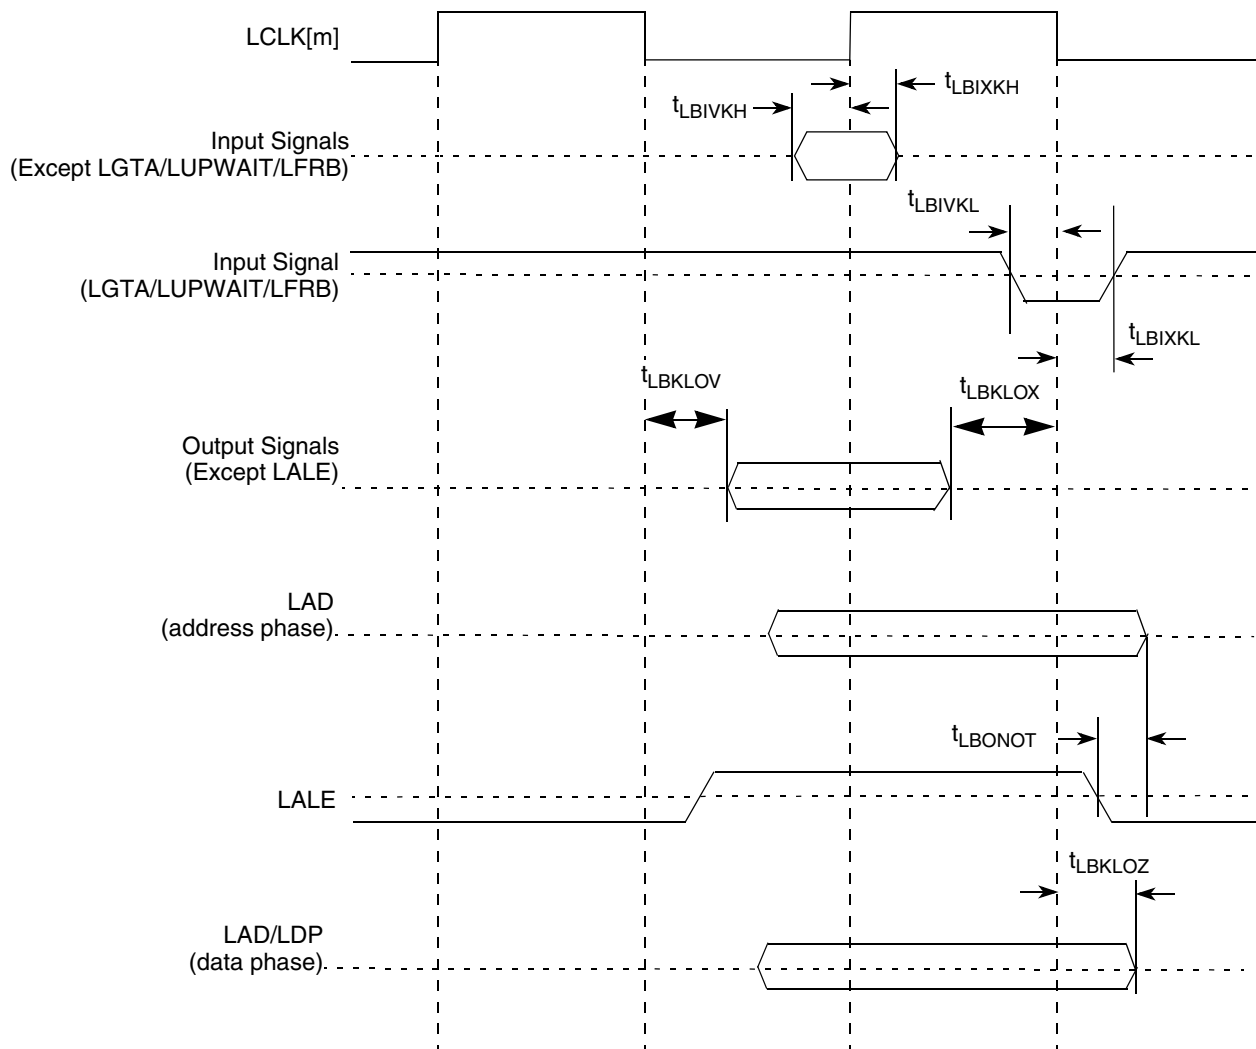 LCLK[m]
tLBIXKH
tLBIVKH
Input Signals
(Except LGTA/LUPWAIT/LFRB)
tLBIVKL
Input Signal
(LGTA/LUPWAIT/LFRB)
tLBIXKL
tLBKLOV
tLBKLOX
Output Signals
(Except LALE)
LAD
(address phase)
tLBONOT
LALE
tLBKLOZ
LAD/LDP
(data phase)